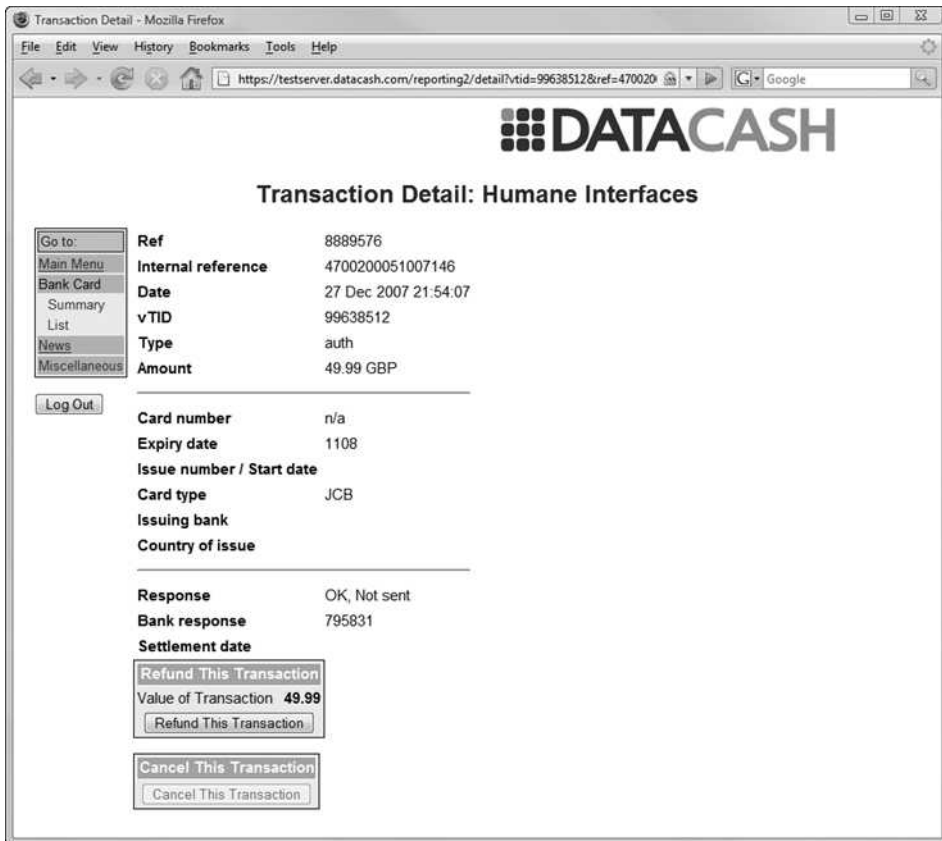 Transaction Detail - Mozilla Firefox
File Edit View History Bookmarks Tools Help
https://testserver.datacash.com/reporting2/detail?vtid=99638512&ref=470020 G Google
DATACASH
Transaction Detail: Humane Interfaces
Go to:
Main Menu
Bank Card
Summary
List
News
Miscellaneous
Log Out
Ref 8889576
Internal reference 4700200051007146
Date 27 Dec 2007 21:54:07
vTID 99638512
Type auth
Amount 49.99 GBP
Card number n/a
Expiry date 1108
Issue number / Start date
Card type JCB
Issuing bank
Country of issue
Response OK, Not sent
Bank response 795831
Settlement date
Refund This Transaction
Value of Transaction 49.99
Refund This Transaction
Cancel This Transaction
Cancel This Transaction